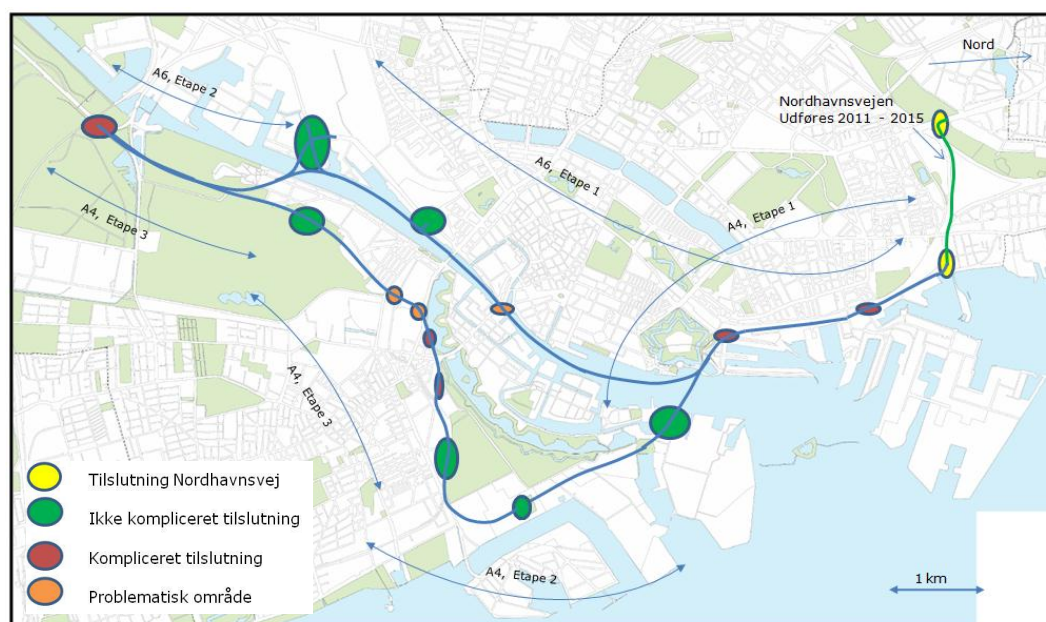 A6, Etape 2
Nord
Nordhavnsvejen
Udføres 2011 - 2015
A6, Etape 1
A4, Etape 1
A4, Etape 3
A4, Etape 3
A4, Etape 2
Tilslutning Nordhavnsvej
Ikke kompliceret tilslutning
Kompliceret tilslutning
Problematisk område
1 km